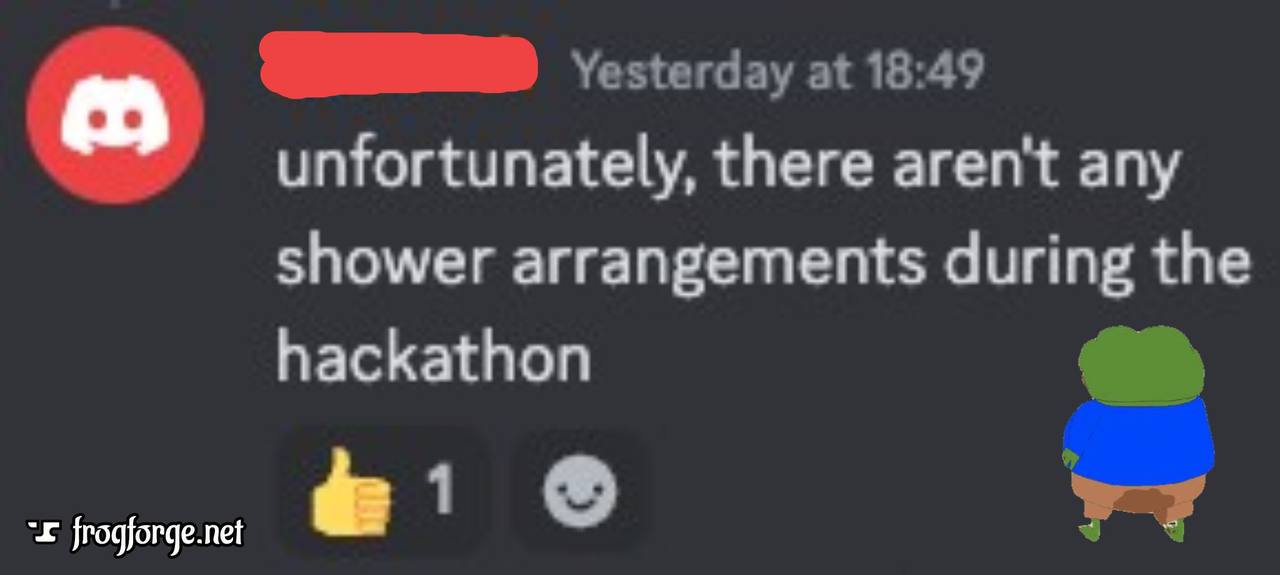 Yesterday at 18:49
unfortunately, there aren't any
shower arrangements during the
hackathon
1
frogforge.net